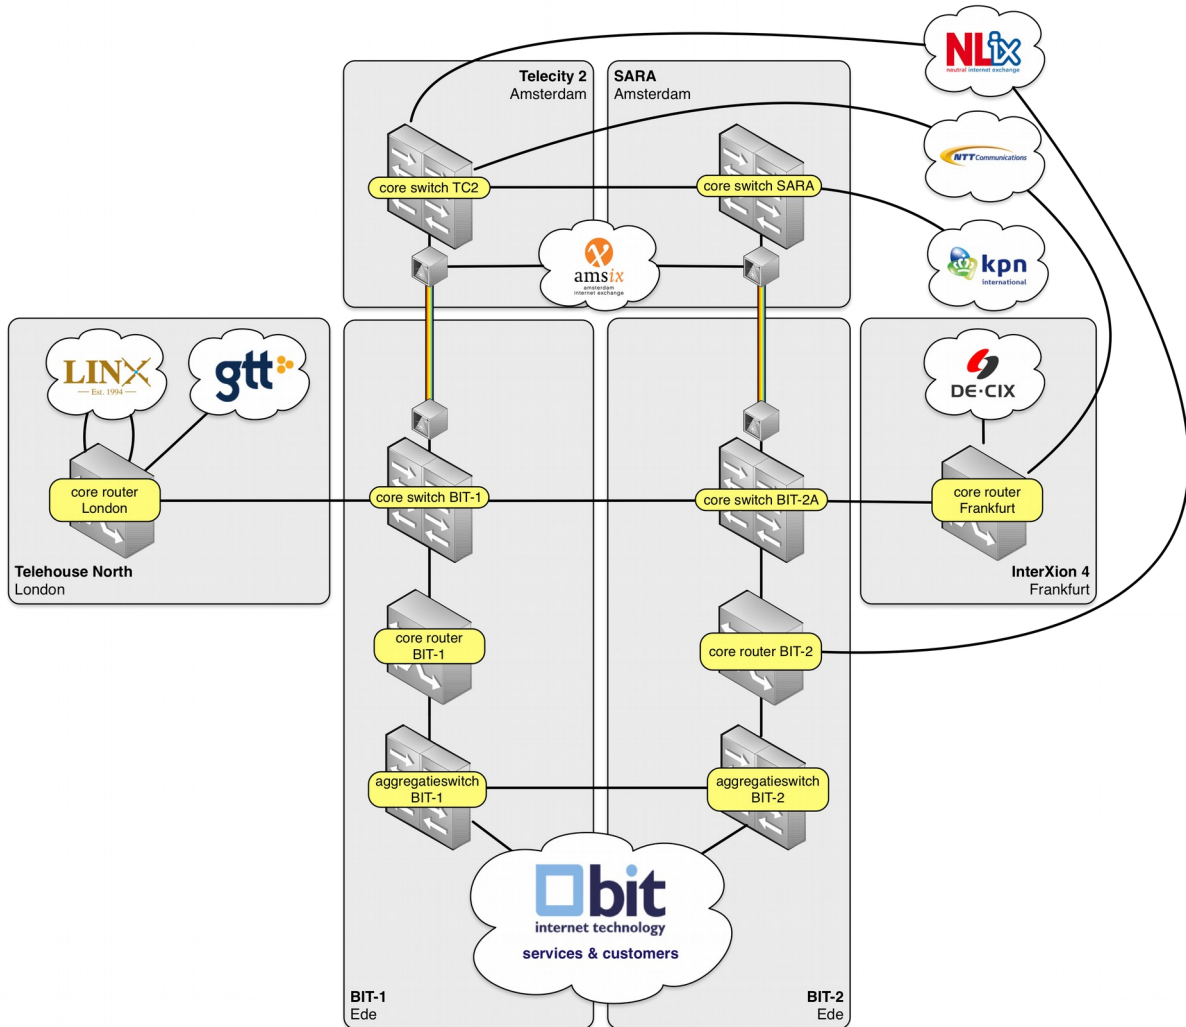 NLix
neutral internet exchange
Telecity 2
Amsterdam
SARA
Amsterdam
NTT Communications
core switch TC2
core switch SARA
amsix
amsterdam
internet exchange
kpn
international
LINX
Est. 1994
gtt
DE-CIX
core router
London
core switch BIT-1
core switch BIT-2A
core router
Frankfurt
Telehouse North
London
InterXion 4
Frankfurt
core router
BIT-1
core router BIT-2
aggregatieswitch
BIT-1
aggregatieswitch
BIT-2
bit
internet technology
services & customers
BIT-1
Ede
BIT-2
Ede